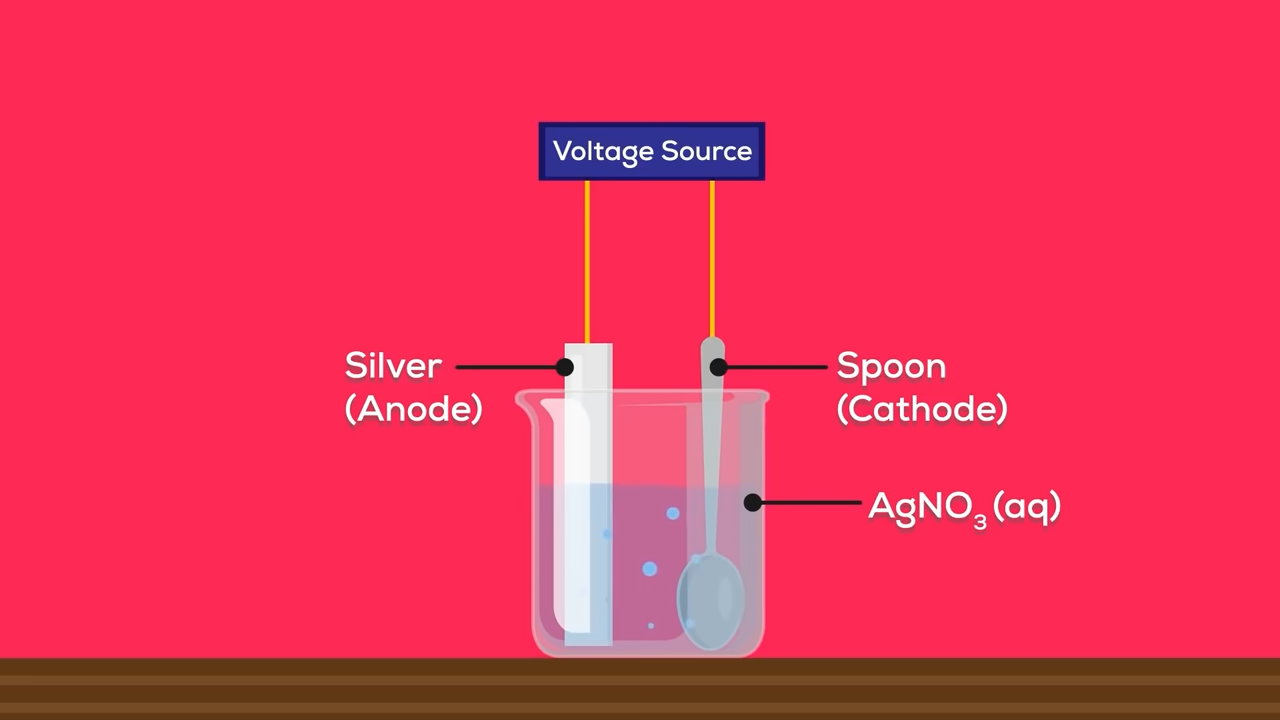 Voltage Source
Silver
(Anode)
Spoon
(Cathode)
AgNO₃ (aq)